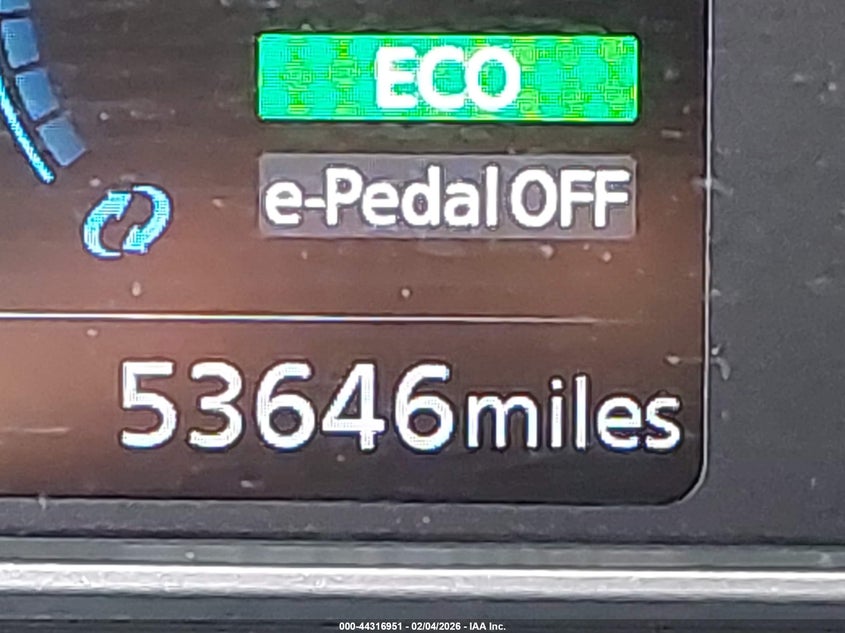 ECO
e-Pedal OFF
53646miles
000-44316951 - 02/04/2026 - IAA Inc.